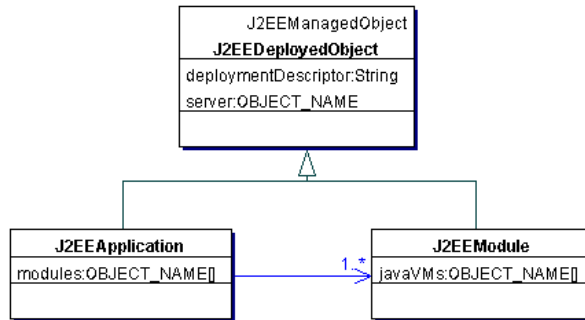 J2EEManagedObject
J2EEDeployedObject
deploymentDescriptor:String
server:OBJECT_NAME
J2EEApplication
modules:OBJECT_NAME[]
1..*
J2EEModule
javaVMs:OBJECT_NAME[]